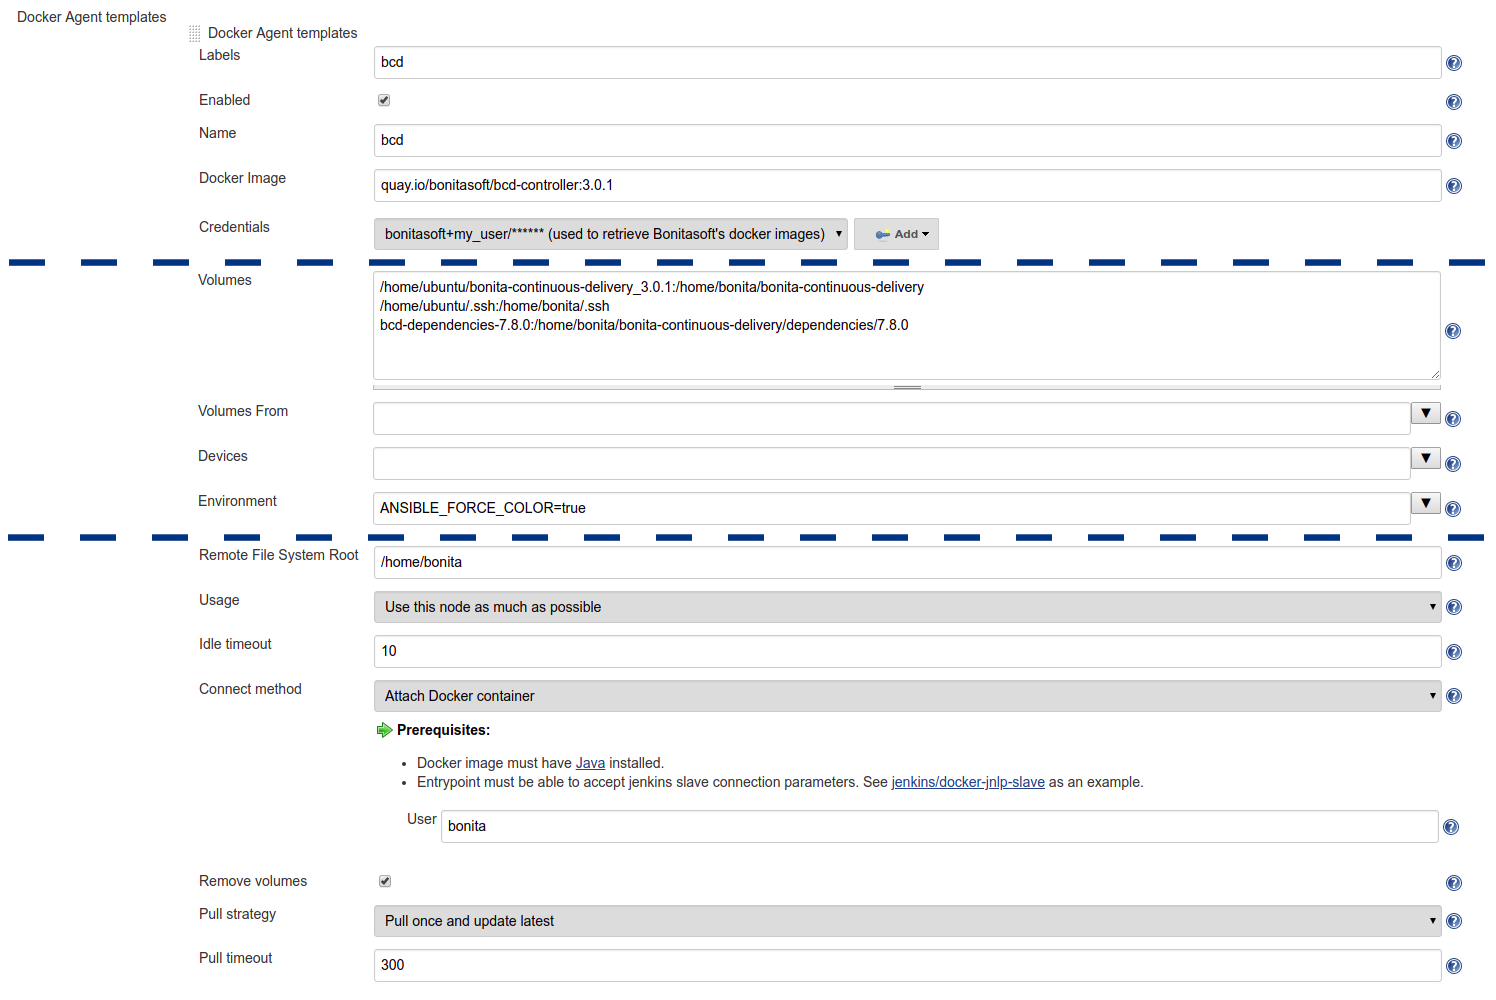 Docker Agent templates
Docker Agent templates
Labels
bcd
Enabled
Name
bcd
Docker Image
quay.io/bonitasoft/bcd-controller:3.0.1
Credentials
bonitasoft+my_user/****** (used to retrieve Bonitasoft's docker images)
Add
Volumes
/home/ubuntu/bonita-continuous-delivery_3.0.1:/home/bonita/bonita-continuous-delivery
/home/ubuntu/.ssh:/home/bonita/.ssh
bcd-dependencies-7.8.0:/home/bonita/bonita-continuous-delivery/dependencies/7.8.0
Volumes From
Devices
Environment
ANSIBLE_FORCE_COLOR=true
Remote File System Root
/home/bonita
Usage
Use this node as much as possible
Idle timeout
10
Connect method
Attach Docker container
Prerequisites:
• Docker image must have Java installed.
• Entrypoint must be able to accept jenkins slave connection parameters. See jenkins/docker-jnlp-slave as an example.
User
bonita
Remove volumes
Pull strategy
Pull once and update latest
Pull timeout
300